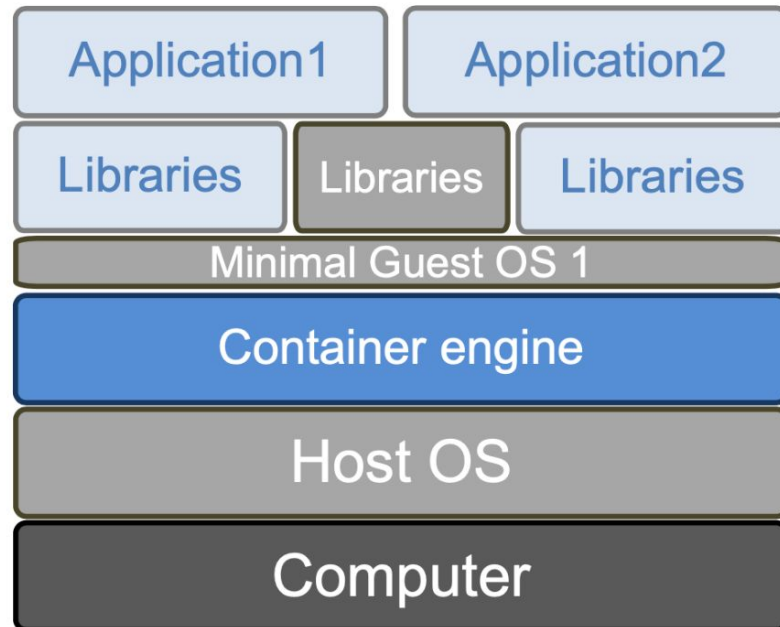 Application1 Application2
Libraries Libraries Libraries
Minimal Guest OS 1
Container engine
Host OS
Computer